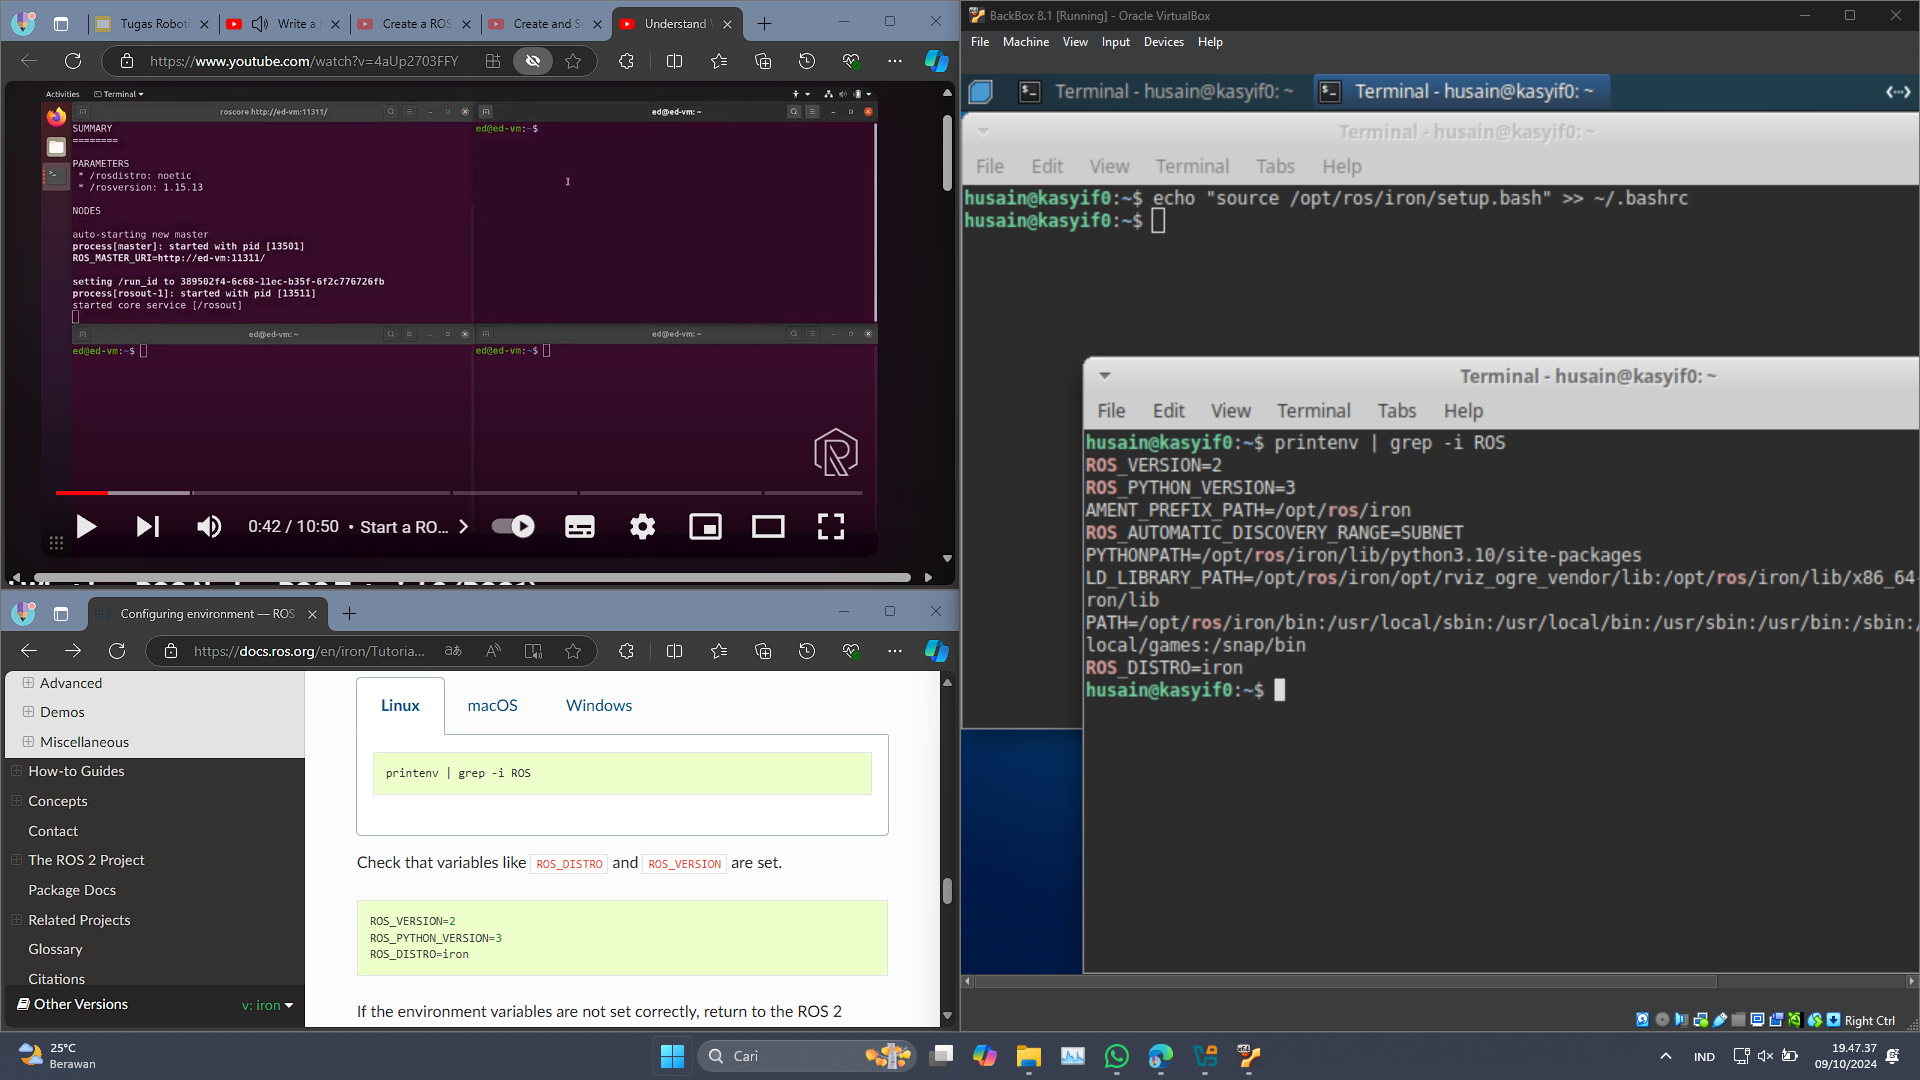 Tugas Roboti
Write a
Create a ROS
Create and S
Understand
https://www.youtube.com/watch?v=4aUp2703FFY
Activities
Terminal
roscore http://ed-vm:11311/
SUMMARY
========
PARAMETERS
* /rosdistro: noetic
* /rosversion: 1.15.13
NODES
auto-starting new master
process[master]: started with pid [13501]
ROS_MASTER_URI=http://ed-vm:11311/
setting /run_id to 389502f4-6c68-11ec-b35f-6f2c776726fb
process[rosout-1]: started with pid [13511]
started core service [/rosout]
ed@ed-vm: ~
ed@ed-vm:~$
ed@ed-vm: ~
ed@ed-vm:~$
ed@ed-vm: ~
ed@ed-vm:~$
0:42 / 10:50 • Start a RO...
Configuring environment — ROS
https://docs.ros.org/en/iron/Tutoria...
Advanced
Demos
Miscellaneous
How-to Guides
Concepts
Contact
The ROS 2 Project
Package Docs
Related Projects
Glossary
Citations
Other Versions
v: iron
Linux
macOS
Windows
printenv | grep -i ROS
Check that variables like ROS_DISTRO and ROS_VERSION are set.
ROS_VERSION=2
ROS_PYTHON_VERSION=3
ROS_DISTRO=iron
If the environment variables are not set correctly, return to the ROS 2
BackBox 8.1 [Running] - Oracle VirtualBox
File Machine View Input Devices Help
Terminal - husain@kasyif0: ~
Terminal - husain@kasyif0: ~
Terminal - husain@kasyif0: ~
File Edit View Terminal Tabs Help
husain@kasyif0:~$ echo "source /opt/ros/iron/setup.bash" >> ~/.bashrc
husain@kasyif0:~$
Terminal - husain@kasyif0: ~
File Edit View Terminal Tabs Help
husain@kasyif0:~$ printenv | grep -i ROS
ROS_VERSION=2
ROS_PYTHON_VERSION=3
AMENT_PREFIX_PATH=/opt/ros/iron
ROS_AUTOMATIC_DISCOVERY_RANGE=SUBNET
PYTHONPATH=/opt/ros/iron/lib/python3.10/site-packages
LD_LIBRARY_PATH=/opt/ros/iron/opt/rviz_ogre_vendor/lib:/opt/ros/iron/lib/x86_64
ron/lib
PATH=/opt/ros/iron/bin:/usr/local/sbin:/usr/local/bin:/usr/sbin:/usr/bin:/sbin:/
local/games:/snap/bin
ROS_DISTRO=iron
husain@kasyif0:~$
Right Ctrl
25°C
Berawan
Cari
IND
19.47.37
09/10/2024